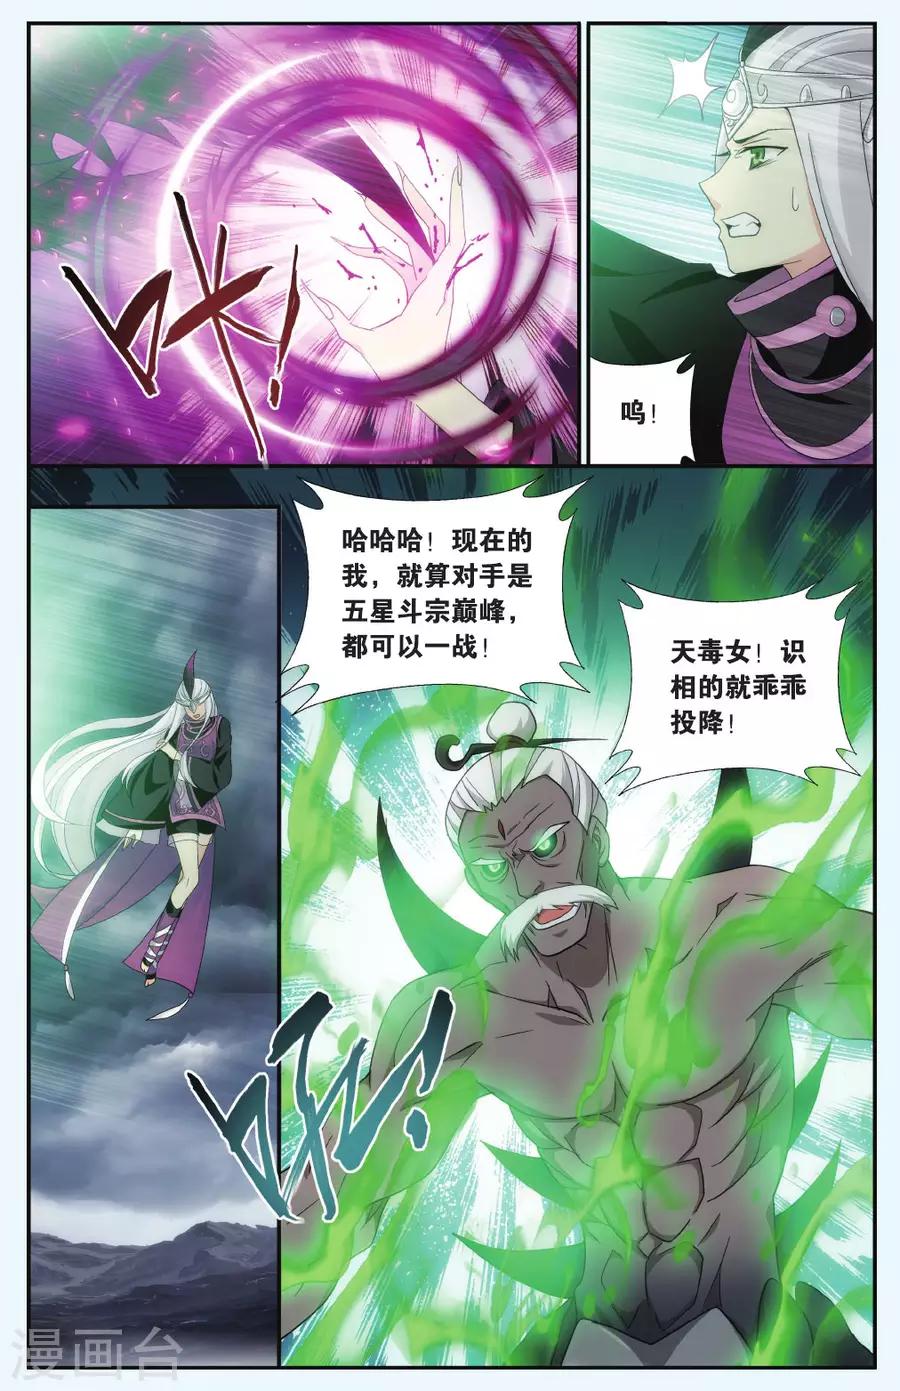 咔!
呜!
哈哈哈!现在的
我，就算对手是
五星斗宗巅峰，
都可以一战!
天毒女!识
相的就乖乖
投降!
漫画台